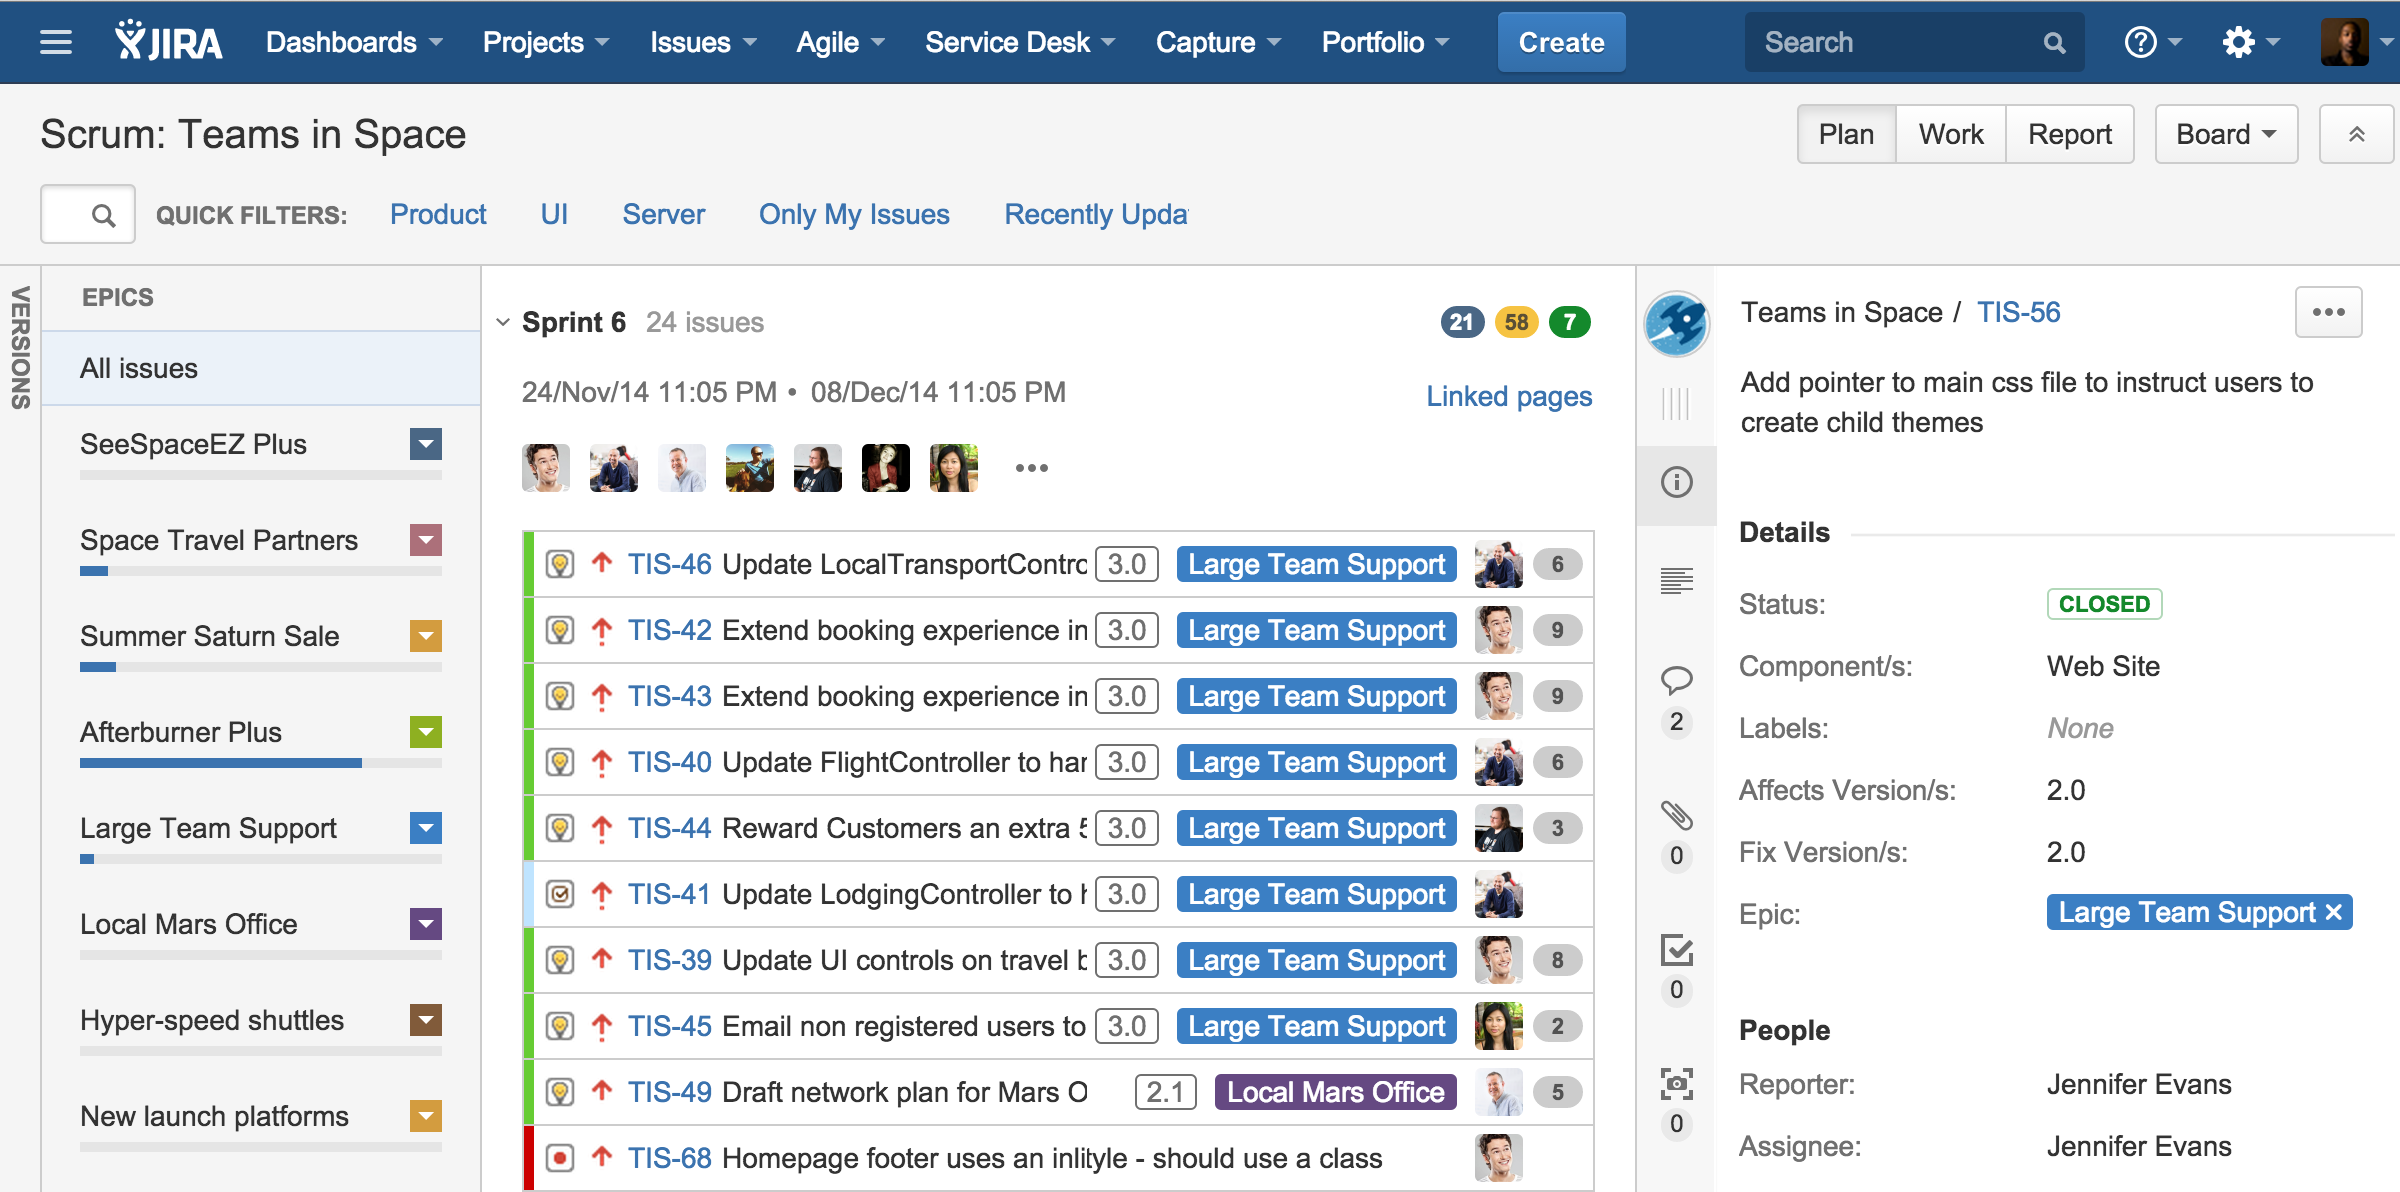 JIRA Dashboards Projects Issues Agile Service Desk Capture Portfolio Create Search
Scrum: Teams in Space
Plan Work Report Board
QUICK FILTERS: Product UI Server Only My Issues Recently Upda
VERSIONS
EPICS
All issues
SeeSpaceEZ Plus
Space Travel Partners
Summer Saturn Sale
Afterburner Plus
Large Team Support
Local Mars Office
Hyper-speed shuttles
New launch platforms
Sprint 6 24 issues 21 58 7
24/Nov/14 11:05 PM • 08/Dec/14 11:05 PM
Linked pages
TIS-46 Update LocalTransportContro 3.0 Large Team Support 6
TIS-42 Extend booking experience in 3.0 Large Team Support 9
TIS-43 Extend booking experience in 3.0 Large Team Support 9
TIS-40 Update FlightController to har 3.0 Large Team Support 6
TIS-44 Reward Customers an extra 5 3.0 Large Team Support 3
TIS-41 Update LodgingController to h 3.0 Large Team Support
TIS-39 Update UI controls on travel b 3.0 Large Team Support 8
TIS-45 Email non registered users to 3.0 Large Team Support 2
TIS-49 Draft network plan for Mars O 2.1 Local Mars Office 5
TIS-68 Homepage footer uses an inlityle - should use a class
2
0
0
0
Teams in Space / TIS-56
Add pointer to main css file to instruct users to
create child themes
Details
Status: CLOSED
Component/s: Web Site
Labels: None
Affects Version/s: 2.0
Fix Version/s: 2.0
Epic: Large Team Support ×
People
Reporter: Jennifer Evans
Assignee: Jennifer Evans